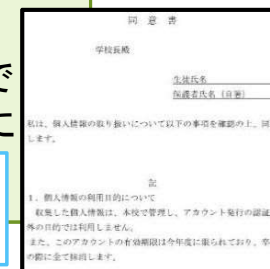 同 意 書
学校長殿
生徒氏名
保護者氏名（自署）
で
に
私は、個人情報の取り扱いについて以下の事項を確認の上、同
します。
記
１．個人情報の利用目的について
収集した個人情報は、本校で管理し、アカウント発行の認証
外の目的では利用しません。
また、このアカウントの有効期限は今年度に限られており、卒
の際に全て抹消します。